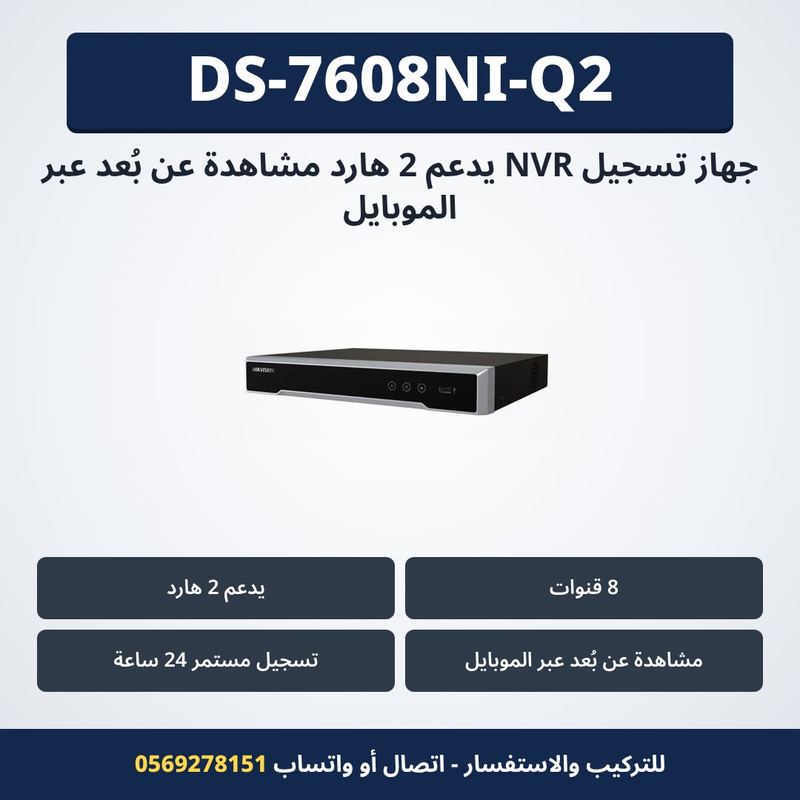 DS-7608NI-Q2
جهاز تسجيل NVR يدعم 2 هارد مشاهدة عن بُعد عبر
الموبايل
HIKVISION
8 قنوات
يدعم 2 هارد
مشاهدة عن بُعد عبر الموبايل
تسجيل مستمر 24 ساعة
للتركيب والاستفسار - اتصال أو واتساب 0569278151